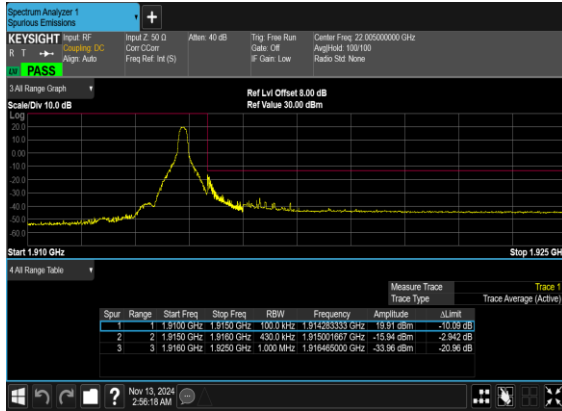 Spectrum Analyzer 1
Spurious Emissions
KEYSIGHT Input: RF Input Z: 50 Ω Atten: 40 dB Trig: Free Run Center Freq: 22.005000000 GHz
R T Coupling: DC Corr CCorr Gate: Off Avg|Hold: 100/100
Align: Auto Freq Ref: Int (S) IF Gain: Low Radio Std: None
LXI PASS
3 All Range Graph
Ref Lvl Offset 8.00 dB
Scale/Div 10.0 dB Ref Value 30.00 dBm
Log
20.0
10.0
0.00
-10.0
-20.0
-30.0
-40.0
-50.0
-60.0
Start 1.910 GHz Stop 1.925 GH
4 All Range Table
Measure Trace Trace 1
Trace Type Trace Average (Active)
Spur Range Start Freq Stop Freq RBW Frequency Amplitude ΔLimit
1 1 1.9100 GHz 1.9150 GHz 100.0 kHz 1.914283333 GHz 19.91 dBm -10.09 dB
2 2 1.9150 GHz 1.9160 GHz 430.0 kHz 1.915001667 GHz -15.94 dBm -2.942 dB
3 3 1.9160 GHz 1.9250 GHz 1.000 MHz 1.916465000 GHz -33.96 dBm -20.96 dB
Nov 13, 2024
2:56:18 AM